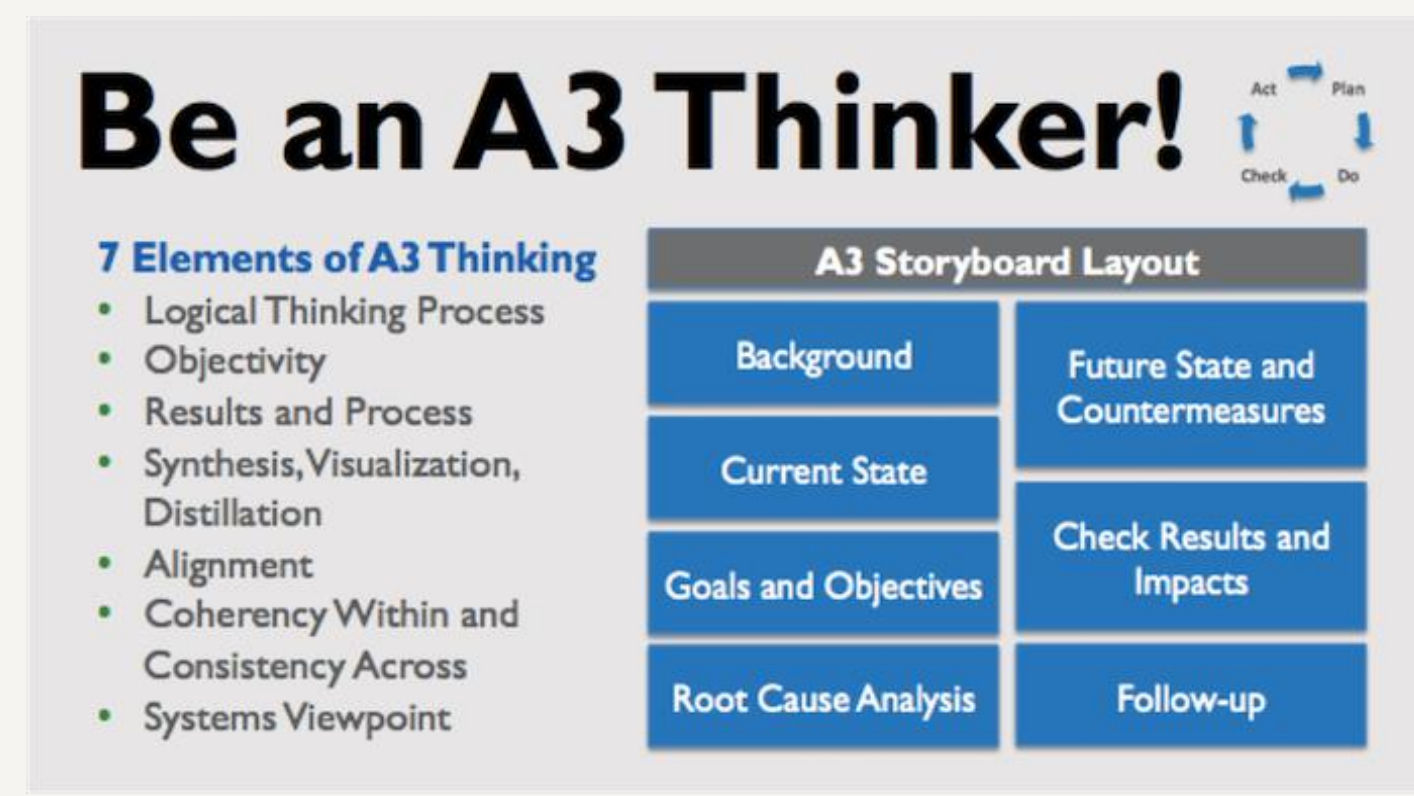 Be an A3 Thinker!
Act
Plan
Check
Do
7 Elements of A3 Thinking
• Logical Thinking Process
• Objectivity
• Results and Process
• Synthesis, Visualization,
Distillation
• Alignment
• Coherency Within and
Consistency Across
• Systems Viewpoint
A3 Storyboard Layout
Background
Current State
Goals and Objectives
Root Cause Analysis
Future State and
Countermeasures
Check Results and
Impacts
Follow-up